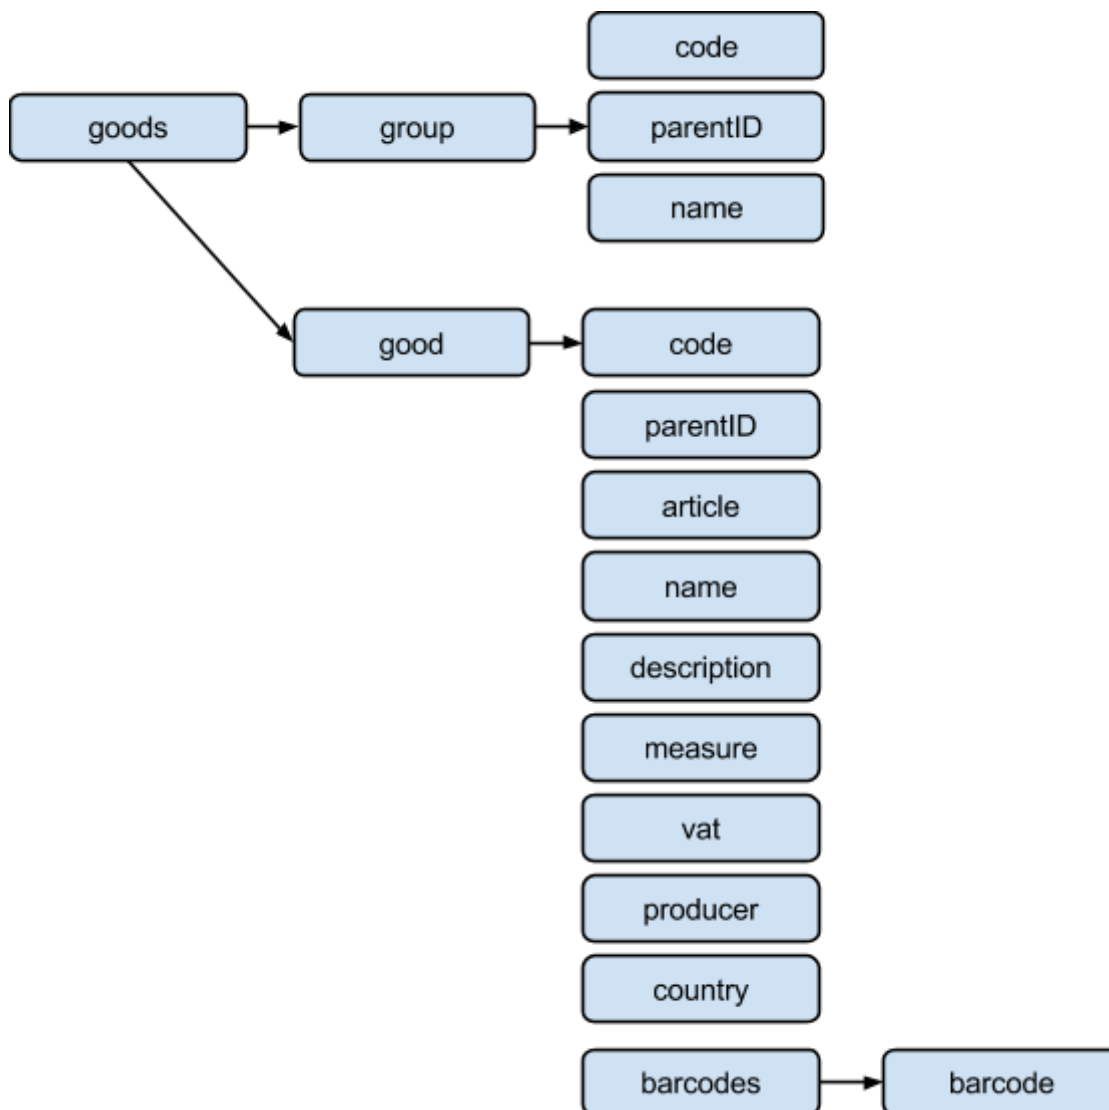 code
goods
group
parentID
name
good
code
parentID
article
name
description
measure
vat
producer
country
barcodes
barcode